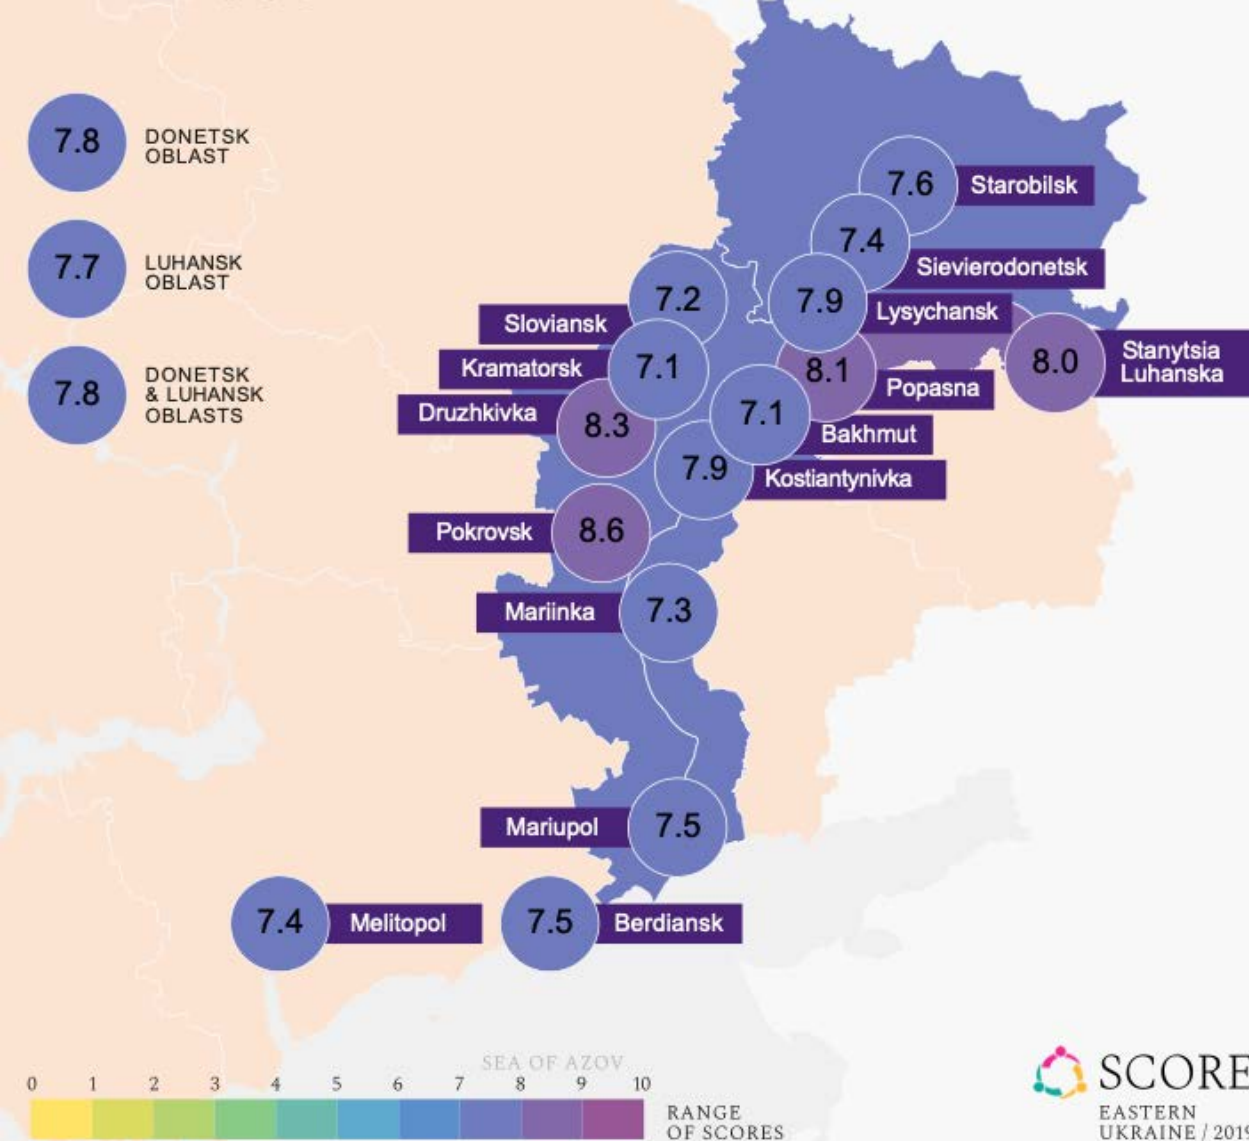 7.8
DONETSK
OBLAST
7.7
LUHANSK
OBLAST
7.8
DONETSK
& LUHANSK
OBLASTS
7.6
Starobilsk
7.4
Sievierodonetsk
7.2
Sloviansk
7.9
Lysychansk
7.1
Kramatorsk
8.1
Popasna
8.0
Stanytsia
Luhanska
8.3
Druzhkivka
7.1
Bakhmut
7.9
Kostiantynivka
8.6
Pokrovsk
7.3
Mariinka
7.5
Mariupol
7.4
Melitopol
7.5
Berdiansk
SEA OF AZOV
0 1 2 3 4 5 6 7 8 9 10
RANGE
OF SCORES
SCORE
EASTERN
UKRAINE / 2019